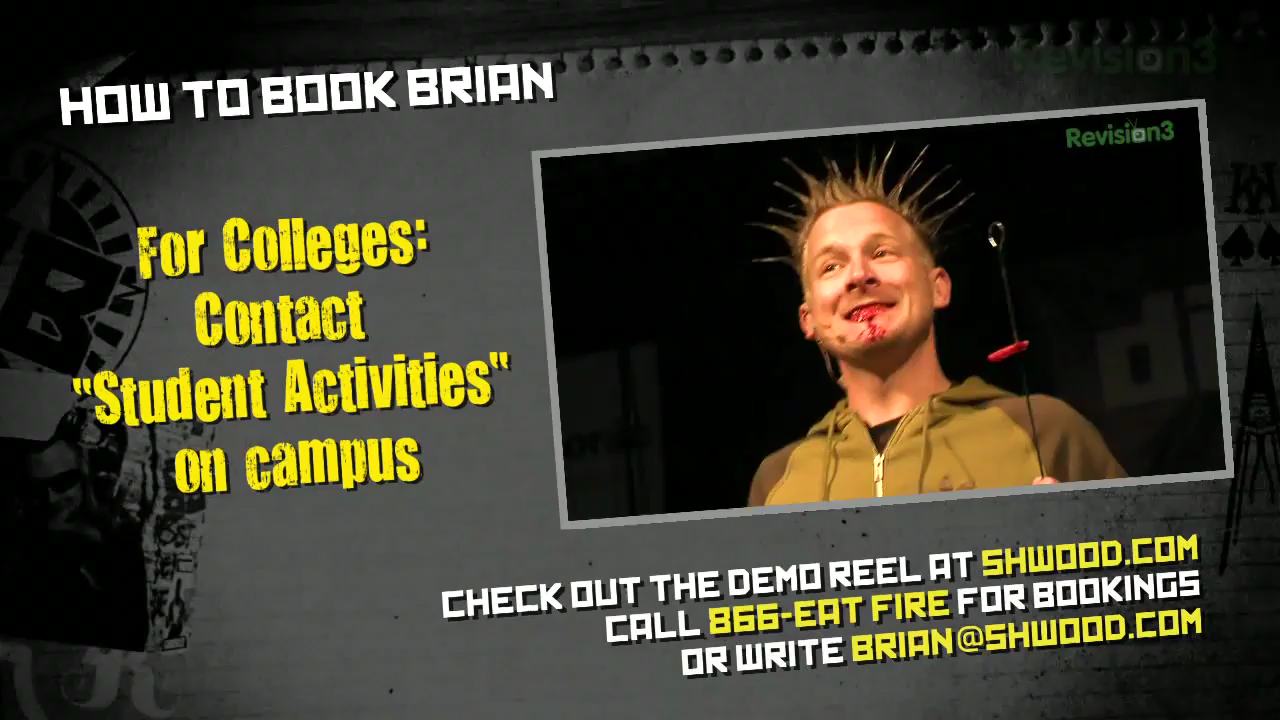 HOW TO BOOK BRIAN
Revision3
Revision3
For Colleges:
Contact
"Student Activities"
on campus
CHECK OUT THE DEMO REEL AT SHWOOD.COM
CALL 866-EAT FIRE FOR BOOKINGS
OR WRITE BRIAN@SHWOOD.COM